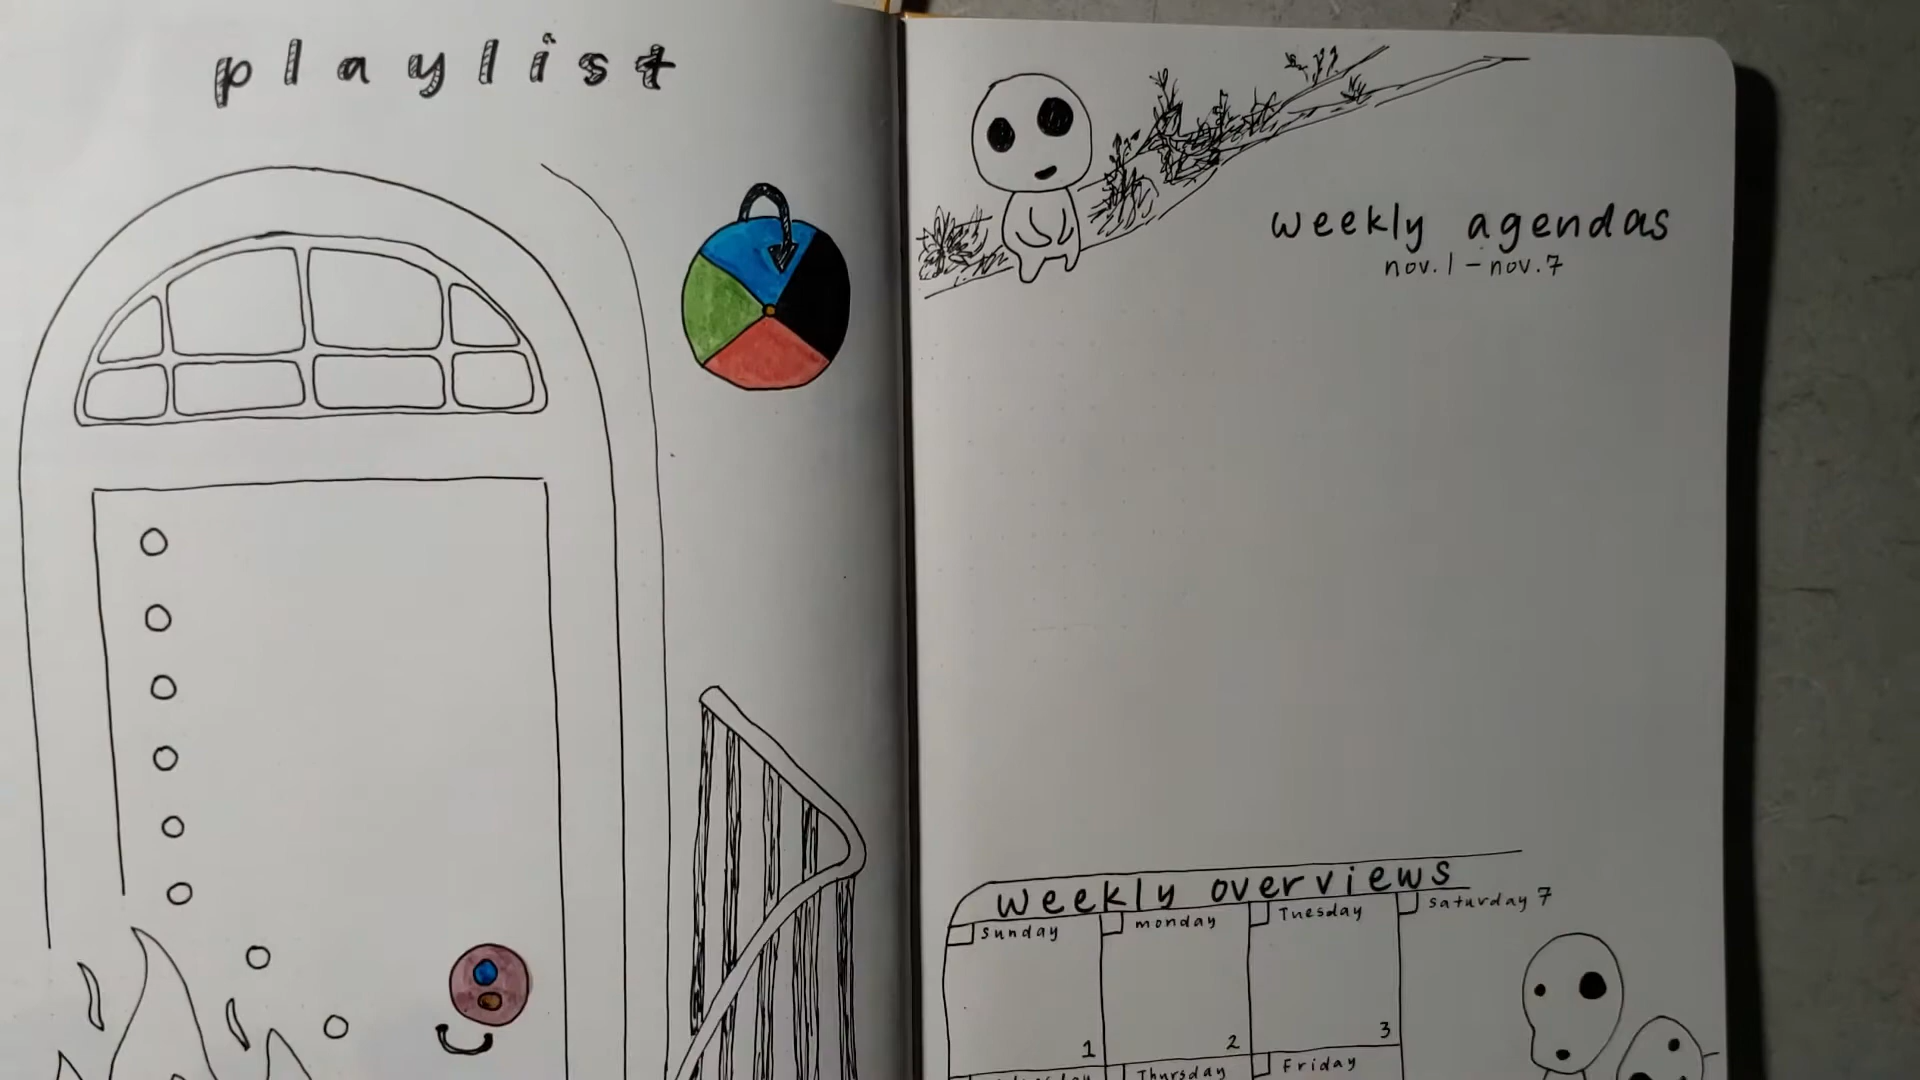 playlist
weekly agendas
nov. 1 - nov. 7
weekly overviews
sunday
monday
Tuesday
saturday 7
1
2
3
Thursday
Friday